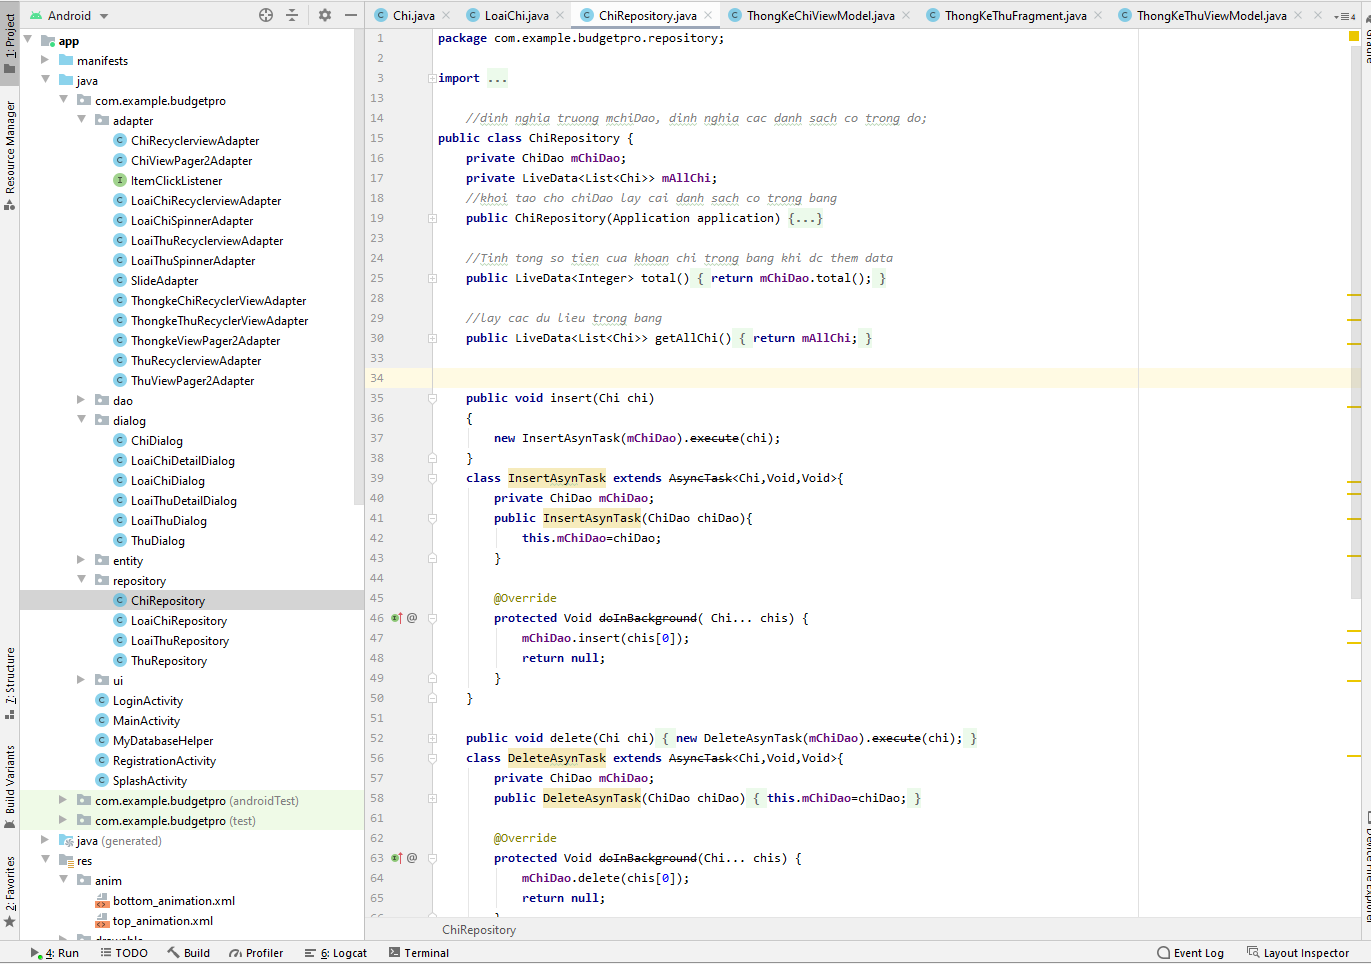 Android
Chi.java
LoaiChi.java
ChiRepository.java
ThongKeChiViewModel.java
ThongKeThuFragment.java
ThongKeThuViewModel.java
4
1: Project
Resource Manager
7: Structure
Build Variants
2: Favorites
app
manifests
java
com.example.budgetpro
adapter
ChiRecyclerviewAdapter
ChiViewPager2Adapter
ItemClickListener
LoaiChiRecyclerviewAdapter
LoaiChiSpinnerAdapter
LoaiThuRecyclerviewAdapter
LoaiThuSpinnerAdapter
SlideAdapter
ThongkeChiRecyclerViewAdapter
ThongkeThuRecyclerViewAdapter
ThongkeViewPager2Adapter
ThuRecyclerviewAdapter
ThuViewPager2Adapter
dao
dialog
ChiDialog
LoaiChiDetailDialog
LoaiChiDialog
LoaiThuDetailDialog
LoaiThuDialog
ThuDialog
entity
repository
ChiRepository
LoaiChiRepository
LoaiThuRepository
ThuRepository
ui
LoginActivity
MainActivity
MyDatabaseHelper
RegistrationActivity
SplashActivity
com.example.budgetpro (androidTest)
com.example.budgetpro (test)
java (generated)
res
anim
bottom_animation.xml
top_animation.xml
drawable
1 package com.example.budgetpro.repository;
2
3 import ...
13
14 //dinh nghia truong mchiDao, dinh nghia cac danh sach co trong do;
15 public class ChiRepository {
16 private ChiDao mChiDao;
17 private LiveData<List<Chi>> mAllChi;
18 //khoi tao cho chiDao lay cai danh sach co trong bang
19 public ChiRepository(Application application) {...}
23
24 //Tinh tong so tien cua khoan chi trong bang khi dc them data
25 public LiveData<Integer> total() { return mChiDao.total(); }
28
29 //lay cac du lieu trong bang
30 public LiveData<List<Chi>> getAllChi() { return mAllChi; }
33
34
35 public void insert(Chi chi)
36 {
37 new InsertAsynTask(mChiDao).execute(chi);
38 }
39 class InsertAsynTask extends AsyncTask<Chi,Void,Void>{
40 private ChiDao mChiDao;
41 public InsertAsynTask(ChiDao chiDao){
42 this.mChiDao=chiDao;
43 }
44
45 @Override
46 @ protected Void doInBackground( Chi... chis) {
47 mChiDao.insert(chis[0]);
48 return null;
49 }
50 }
51
52 public void delete(Chi chi) { new DeleteAsynTask(mChiDao).execute(chi); }
56 class DeleteAsynTask extends AsyncTask<Chi,Void,Void>{
57 private ChiDao mChiDao;
58 public DeleteAsynTask(ChiDao chiDao) { this.mChiDao=chiDao; }
61
62 @Override
63 @ protected Void doInBackground(Chi... chis) {
64 mChiDao.delete(chis[0]);
65 return null;
66 }
ChiRepository
Gradle
Device File Explorer
4: Run
TODO
Build
Profiler
6: Logcat
Terminal
Event Log
Layout Inspector